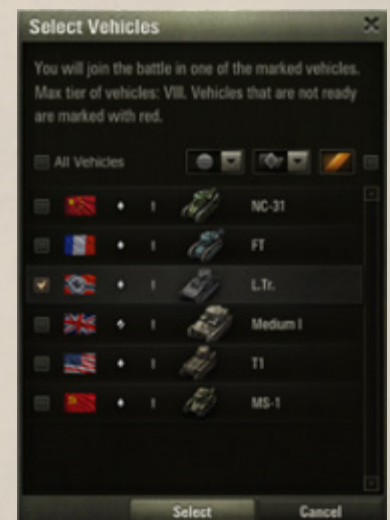 Select Vehicles
You will join the battle in one of the marked vehicles.
Max tier of vehicles: VIII. Vehicles that are not ready
are marked with red.
All Vehicles
I NC-31
I FT
I L.Tr.
I Medium I
I T1
I MS-1
Select Cancel